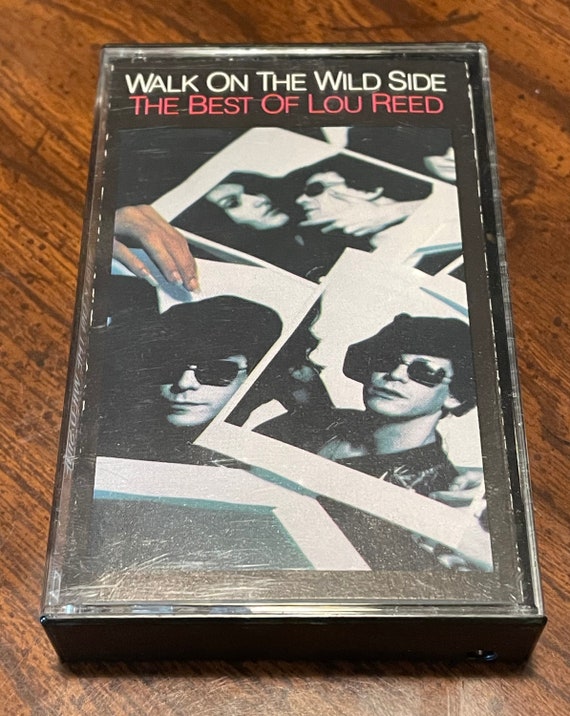 WALK ON THE WILD SIDE
THE BEST OF LOU REED